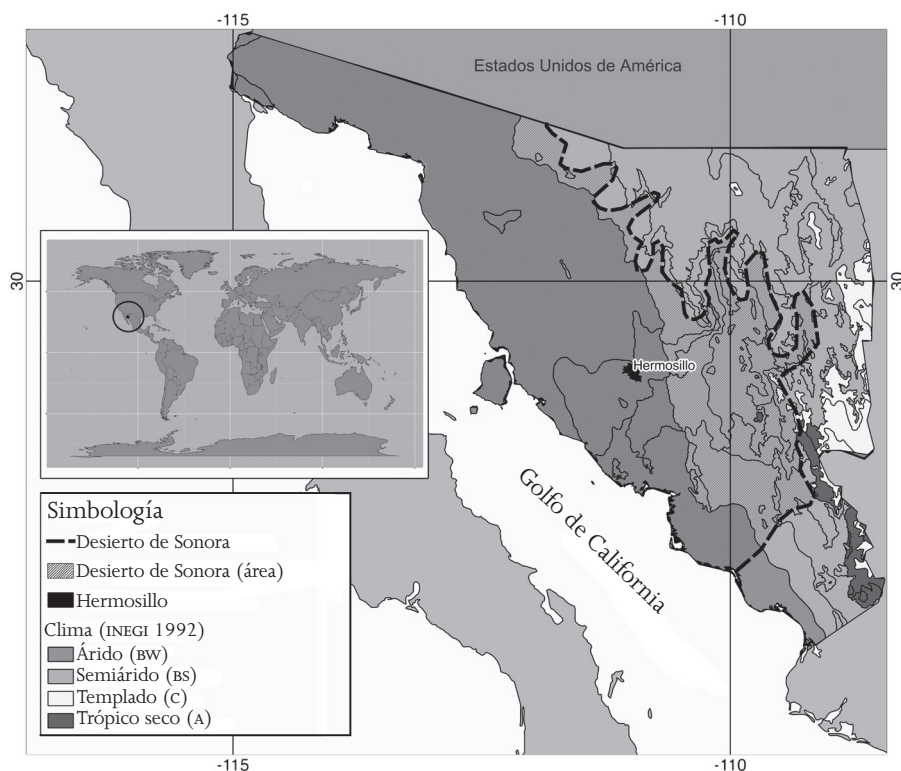 -115
-110
Estados Unidos de América
30
30
Hermosillo
Golfo de California
Simbología
Desierto de Sonora
Desierto de Sonora (área)
Hermosillo
Clima (INEGI 1992)
Árido (BW)
Semiárido (BS)
Templado (C)
Trópico seco (A)
-115
-110